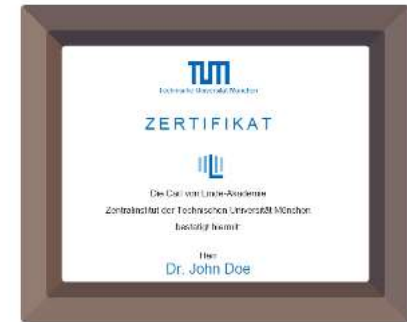 TUM
Technische Universität München
ZERTIFIKAT
Die Carl von Linde-Akademie
Zentralinstitut der Technischen Universität München
bestätigt hiermit
Herr
Dr. John Doe